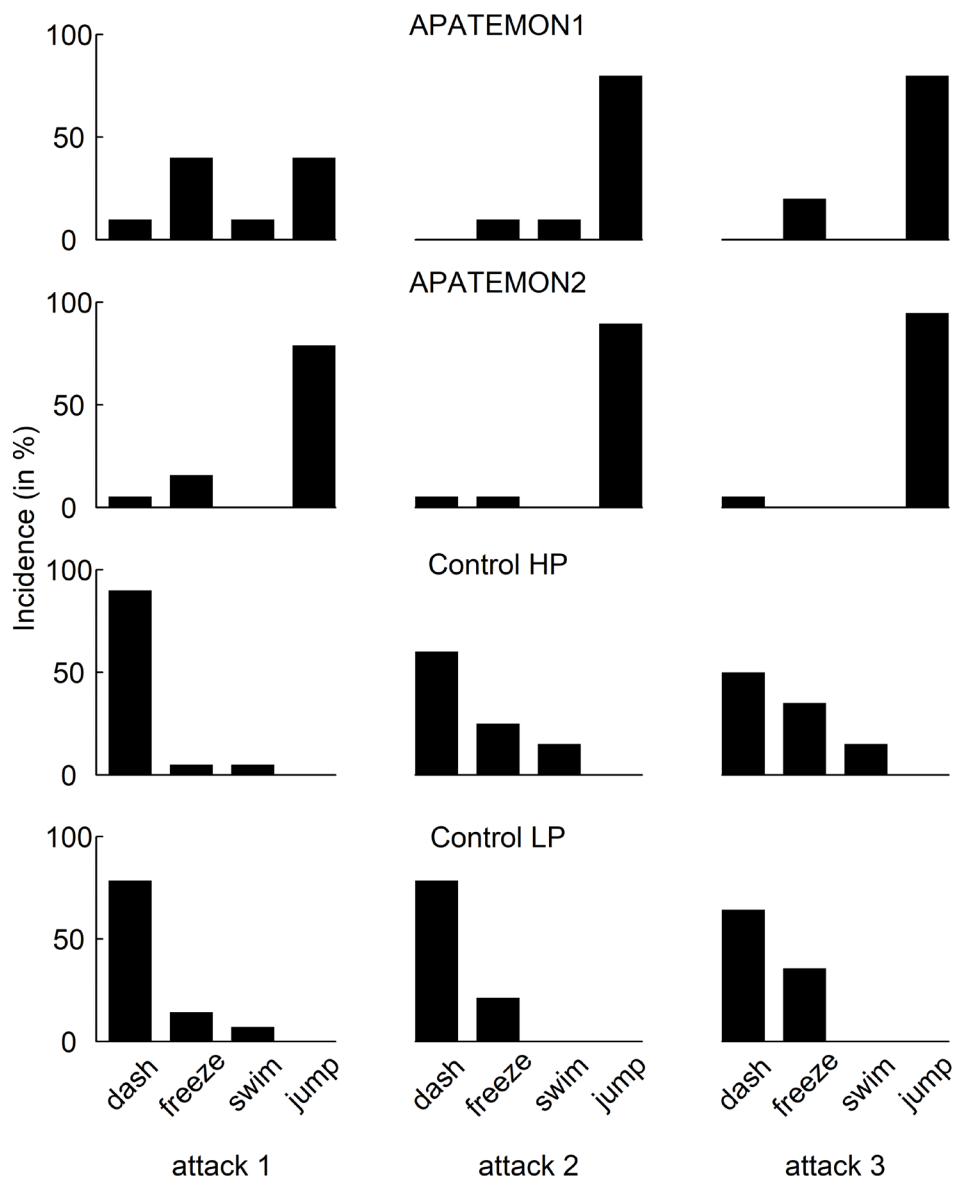 APATEMON1
100
50
0
APATEMON2
100
50
0
Incidence (in %)
Control HP
100
50
0
Control LP
100
50
0
dash freeze swim jump dash freeze swim jump dash freeze swim jump
attack 1 attack 2 attack 3